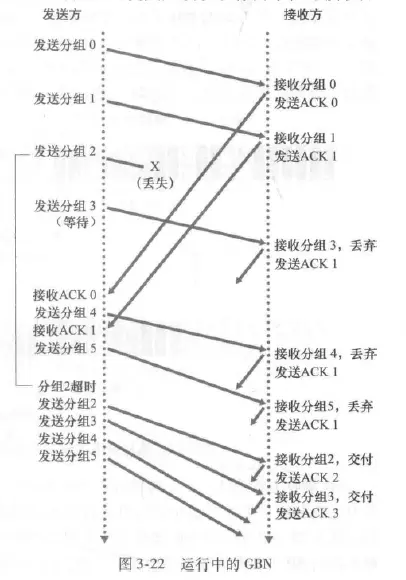 发送方
接收方
发送分组0
接收分组0
发送ACK 0
发送分组1
接收分组1
发送ACK 1
发送分组2
X
(丢失)
发送分组3
(等待)
接收分组3，丢弃
发送ACK 1
接收ACK 0
发送分组4
接收ACK 1
发送分组5
接收分组4，丢弃
发送ACK 1
分组2超时
发送分组2
发送分组3
发送分组4
发送分组5
接收分组5，丢弃
发送ACK 1
接收分组2，交付
发送ACK 2
接收分组3，交付
发送ACK 3
图3-22 运行中的GBN